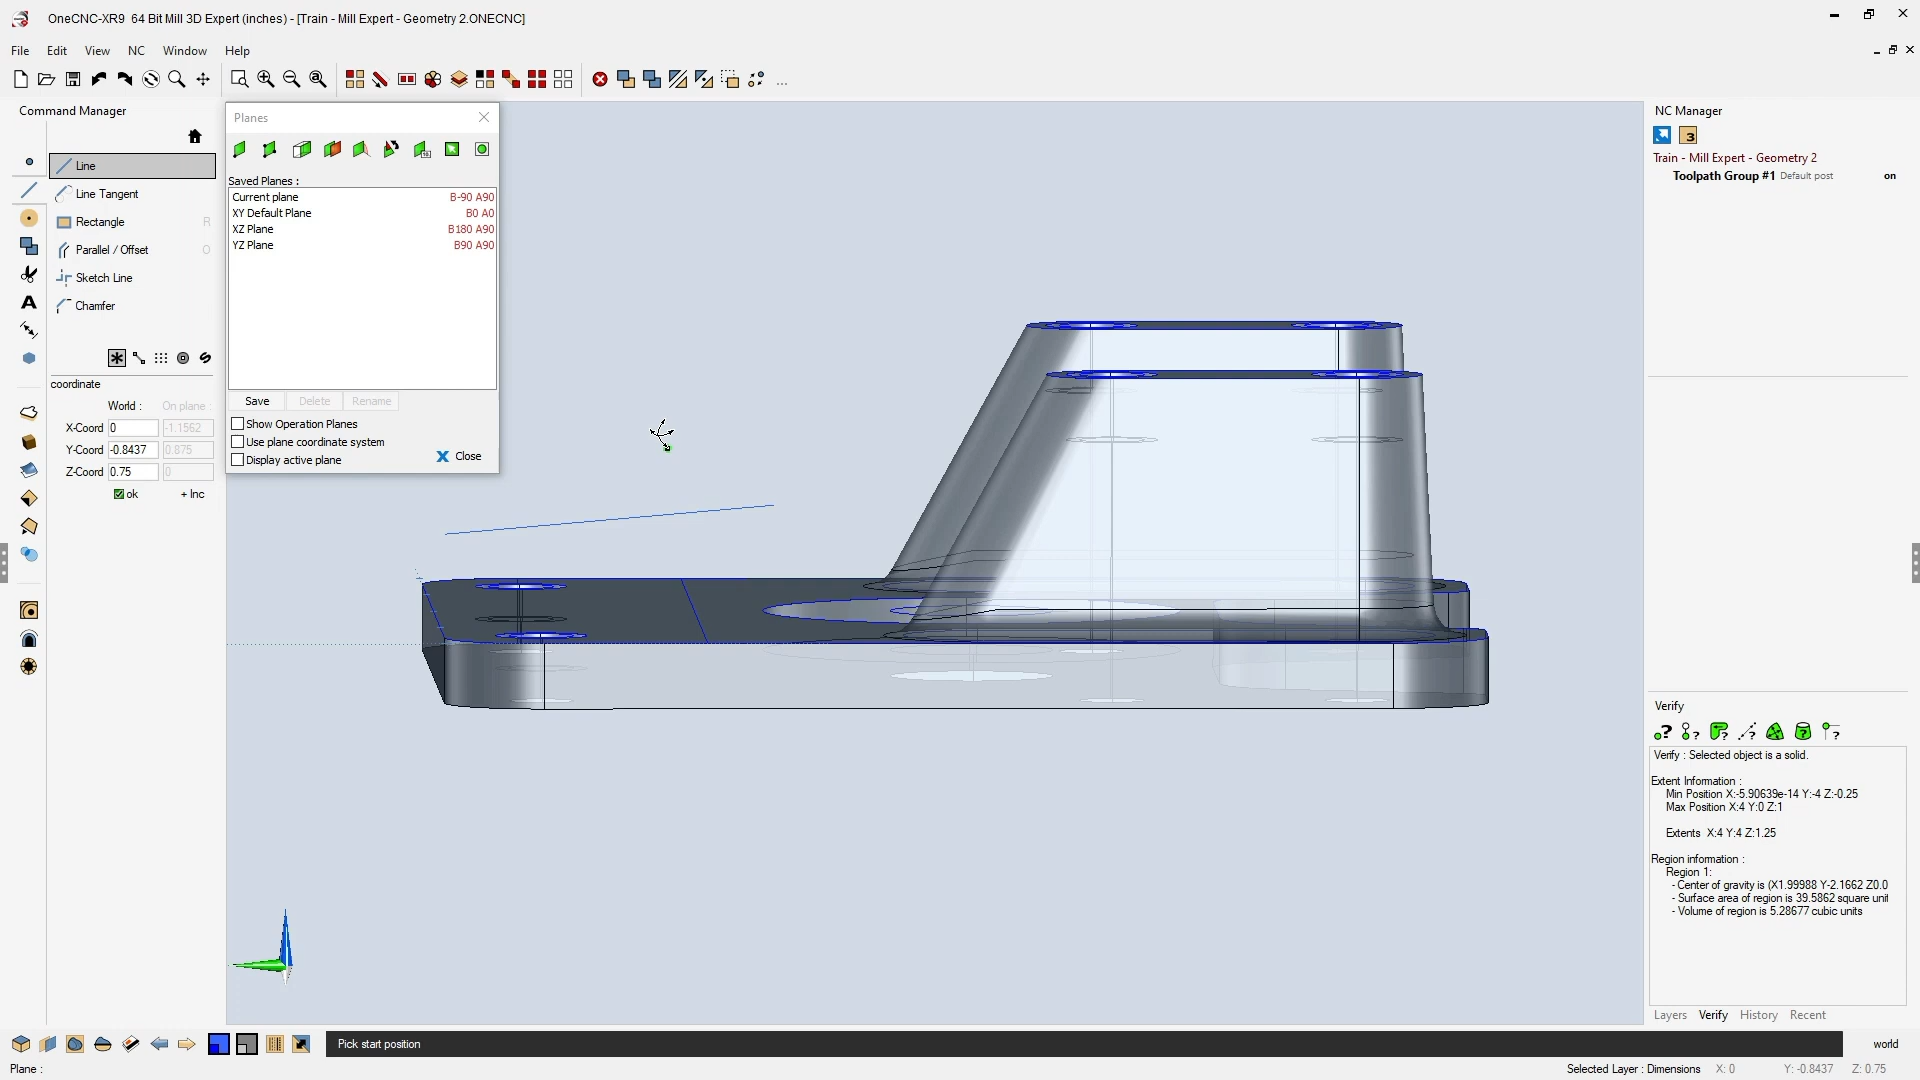 OneCNC-XR9 64 Bit Mill 3D Expert (inches) - [Train - Mill Expert - Geometry 2.ONECNC]
File Edit View NC Window Help
Command Manager
Line
Line Tangent
Rectangle R
Parallel / Offset O
Sketch Line
Chamfer
coordinate
World : On plane :
X-Coord 0 -1.1562
Y-Coord -0.8437 0.875
Z-Coord 0.75 0
ok + Inc
Planes
Saved Planes :
Current plane B-90 A90
XY Default Plane B0 A0
XZ Plane B180 A90
YZ Plane B90 A90
Save Delete Rename
Show Operation Planes
Use plane coordinate system
Display active plane
X Close
NC Manager
3
Train - Mill Expert - Geometry 2
Toolpath Group #1 Default post on
Verify
Verify : Selected object is a solid.
Extent Information :
Min Position X:-5.90639e-14 Y:-4 Z:-0.25
Max Position X:4 Y:0 Z:1
Extents X:4 Y:4 Z:1.25
Region information :
Region 1:
- Center of gravity is (X1.99988 Y-2.1662 Z0.0
- Surface area of region is 39.5862 square unit
- Volume of region is 5.28677 cubic units
Layers Verify History Recent
Pick start position
world
Plane :
Selected Layer : Dimensions X: 0 Y: -0.8437 Z: 0.75